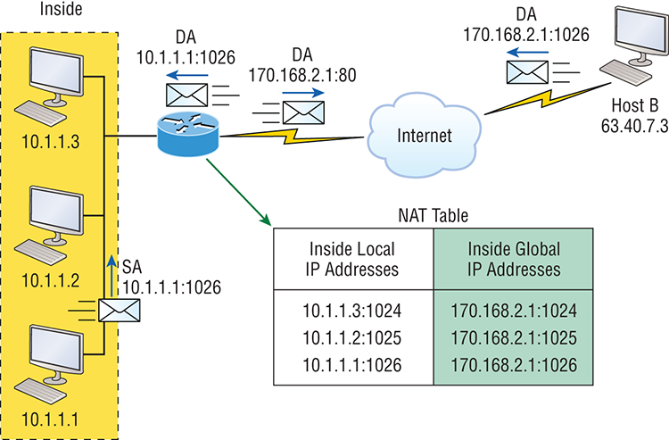 Inside
10.1.1.3
10.1.1.2
SA
10.1.1.1:1026
10.1.1.1
DA
10.1.1.1:1026
DA
170.168.2.1:80
Internet
DA
170.168.2.1:1026
Host B
63.40.7.3
NAT Table
Inside Local
IP Addresses
Inside Global
IP Addresses
10.1.1.3:1024
170.168.2.1:1024
10.1.1.2:1025
170.168.2.1:1025
10.1.1.1:1026
170.168.2.1:1026